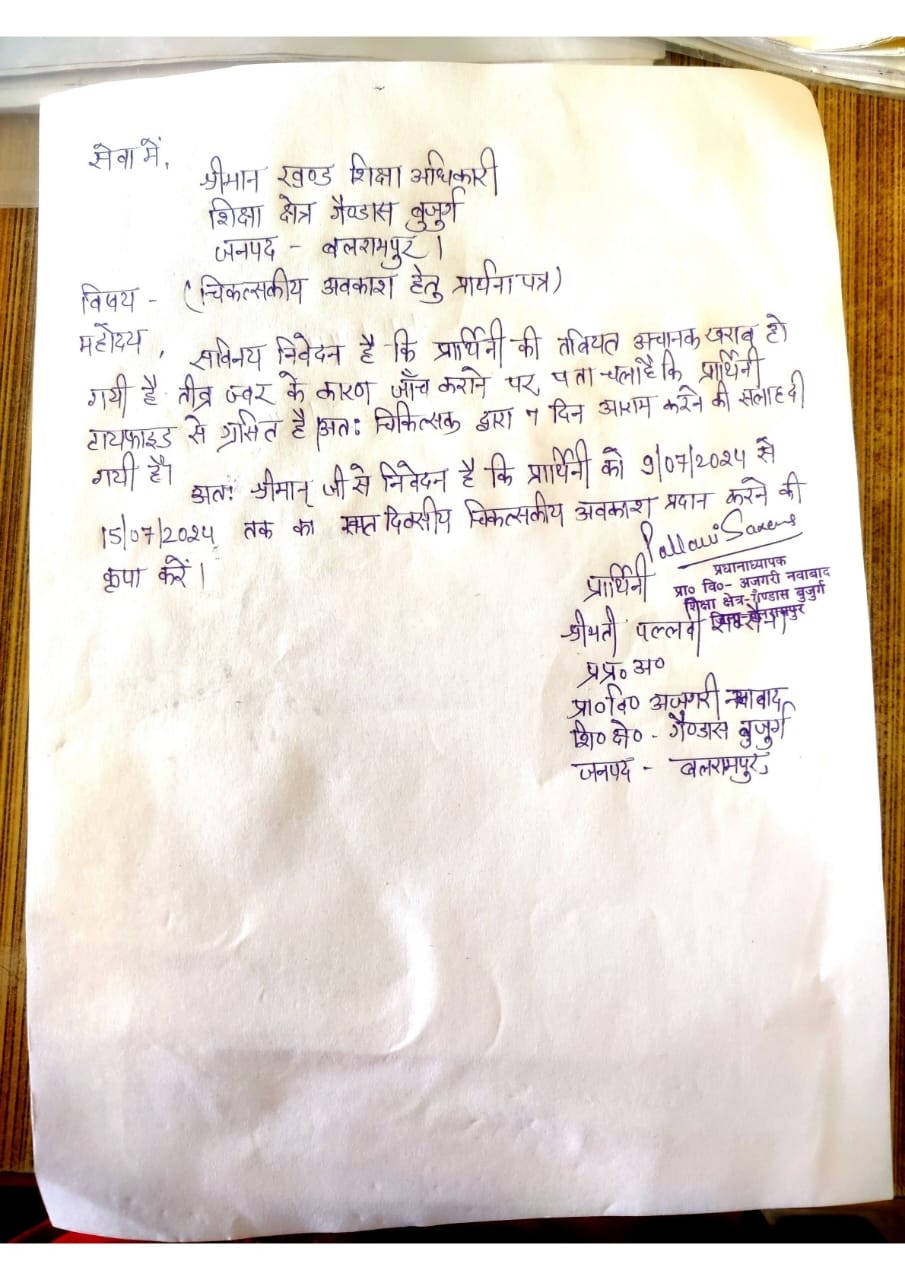 सेवा में,
श्रीमान खण्ड शिक्षा अधिकारी
शिक्षा क्षेत्र गैण्डास बुजुर्ग
जनपद - बलरामपुर।
विषय - (चिकत्सकीय अवकाश हेतु प्रार्थना पत्र)
महोदय,
सविनय निवेदन है कि प्रार्थिनी की तबियत अचानक खराब हो
गयी है तीव्र ज्वर के कारण जाँच कराने पर पता चला है कि प्रार्थिनी
टायफाइड से ग्रसित है। अतः चिकित्सक द्वारा 7 दिन आराम करने की सलाह दी
गयी है।
अतः श्रीमान् जी से निवेदन है कि प्रार्थिनी को 9/07/2024 से
15/07/2024 तक का सप्त दिवसीय चिकत्सकीय अवकाश प्रदान करने की
कृपा करें।
Pallavi Saxena
प्रधानाध्यापक
प्रा० वि०- अजगरी नवाबाद
शिक्षा क्षेत्र-गैण्डास बुजुर्ग
बलरामपुर
प्रार्थिनी
श्रीमती पल्लवी
प्रप्र० अ०
प्रा० वि० अजगरी नवाबाद
शि० क्षे० - गैण्डास बुजुर्ग
जनपद - बलरामपुर